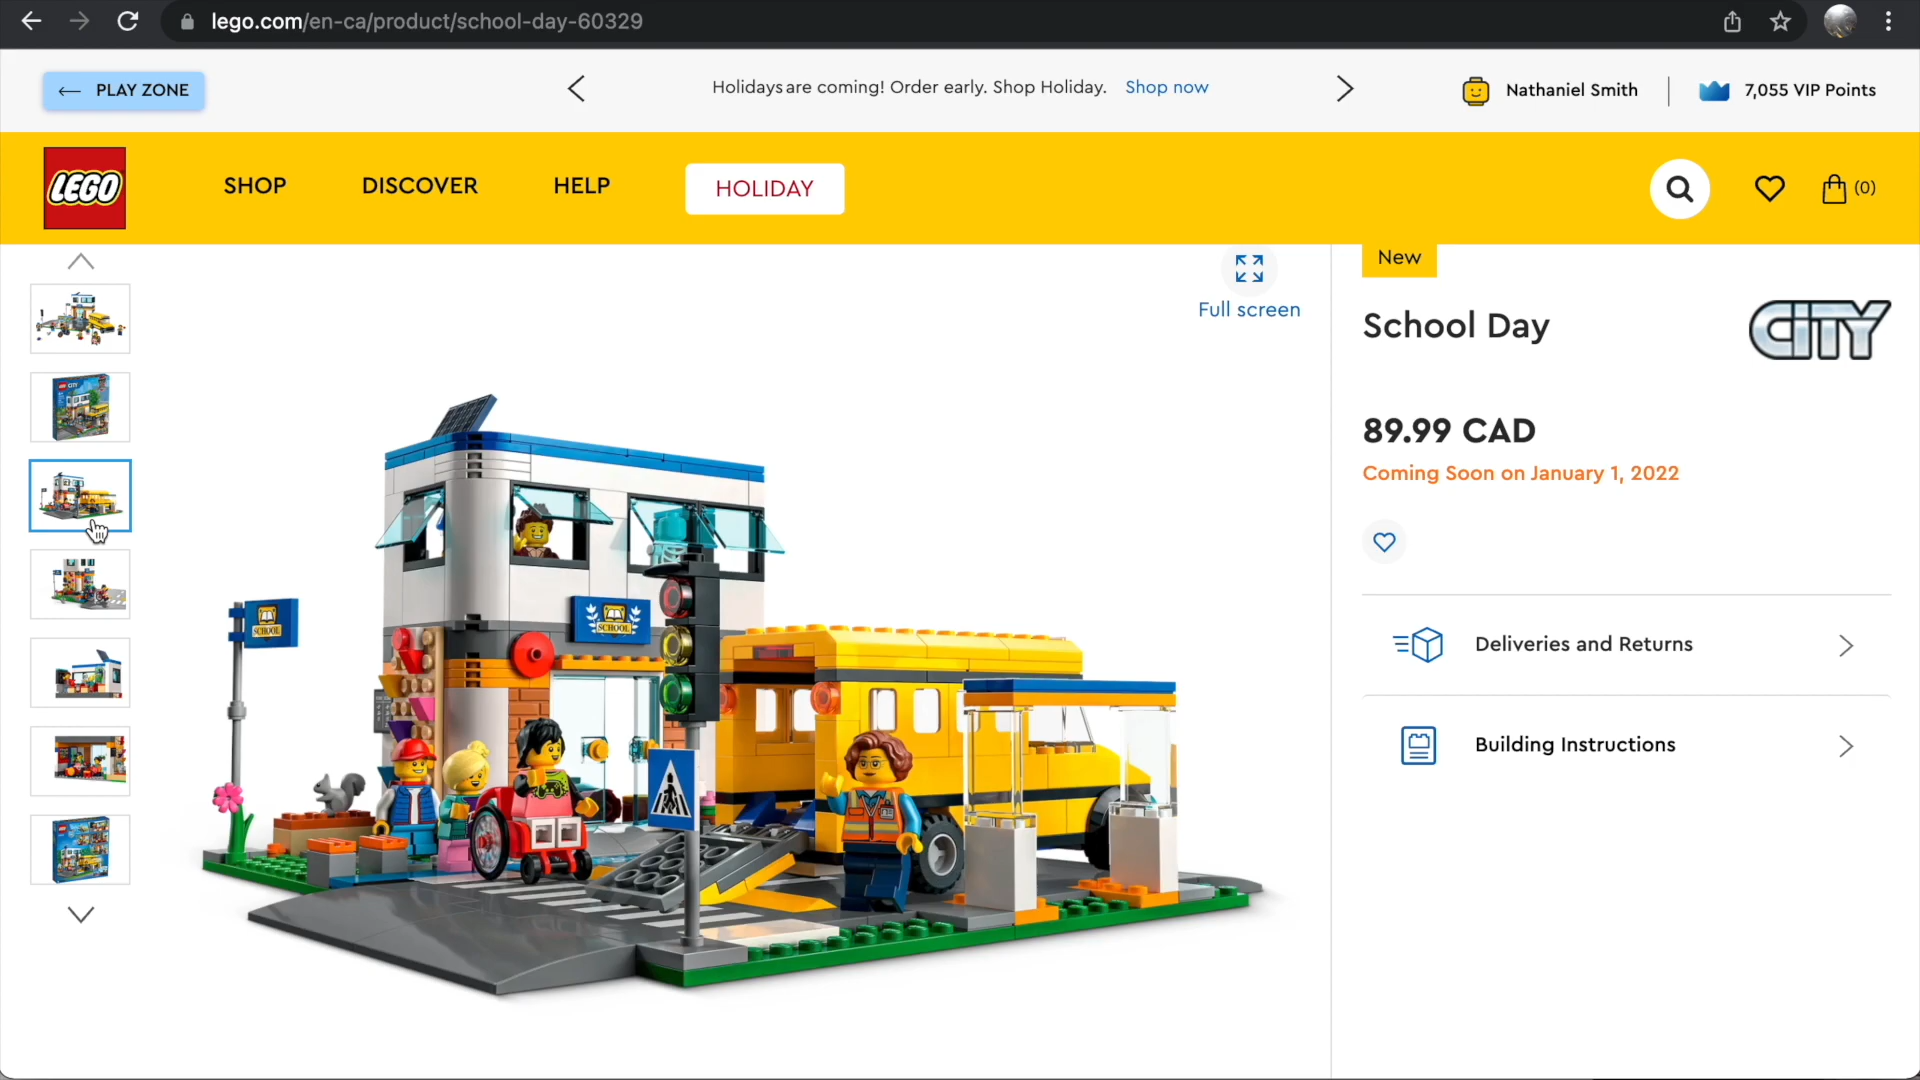 lego.com/en-ca/product/school-day-60329
PLAY ZONE
Holidays are coming! Order early. Shop Holiday. Shop now
Nathaniel Smith
7,055 VIP Points
LEGO
SHOP
DISCOVER
HELP
HOLIDAY
(0)
Full screen
New
School Day
CITY
89.99 CAD
Coming Soon on January 1, 2022
Deliveries and Returns
Building Instructions
SCHOOL
SCHOOL